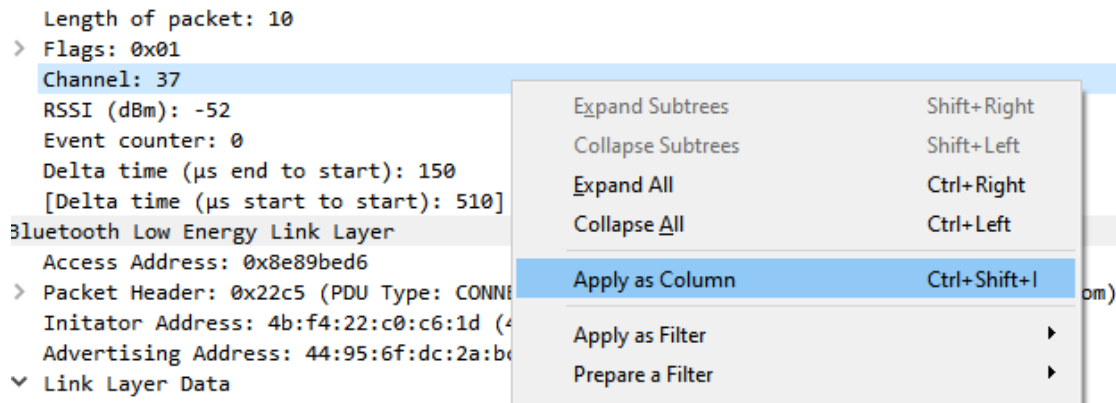 Length of packet: 10
Flags: 0x01
Channel: 37
RSSI (dBm): -52
Event counter: 0
Delta time (µs end to start): 150
[Delta time (µs start to start): 510]
Bluetooth Low Energy Link Layer
Access Address: 0x8e89bed6
Packet Header: 0x22c5 (PDU Type: CONNE
om)
Initator Address: 4b:f4:22:c0:c6:1d (4
Advertising Address: 44:95:6f:dc:2a:b
Link Layer Data
Expand Subtrees Shift+Right
Collapse Subtrees Shift+Left
Expand All Ctrl+Right
Collapse All Ctrl+Left
Apply as Column Ctrl+Shift+I
Apply as Filter
Prepare a Filter